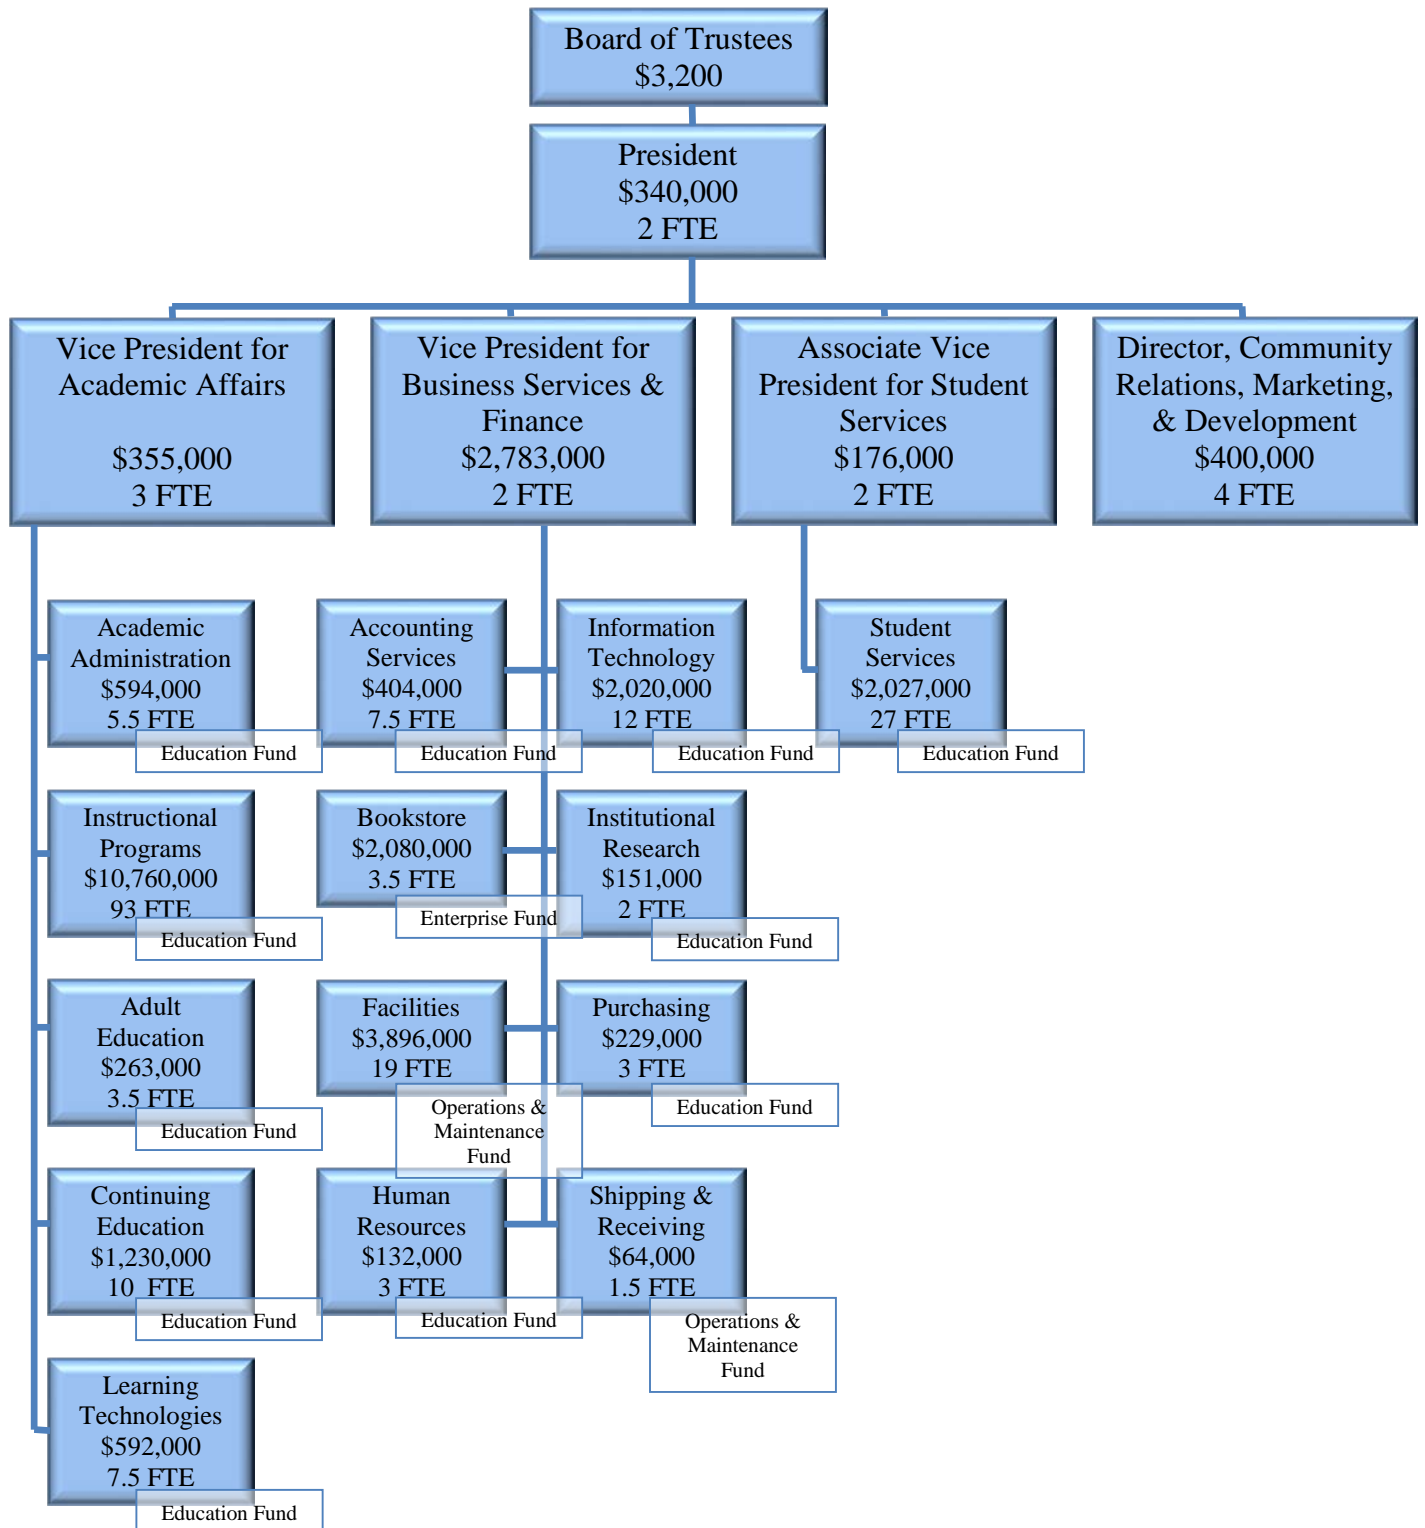 Board of Trustees
$3,200
President
$340,000
2 FTE
Vice President for
Academic Affairs
$355,000
3 FTE
Vice President for
Business Services &
Finance
$2,783,000
2 FTE
Associate Vice
President for Student
Services
$176,000
2 FTE
Director, Community
Relations, Marketing,
& Development
$400,000
4 FTE
Academic
Administration
$594,000
5.5 FTE
Education Fund
Accounting
Services
$404,000
7.5 FTE
Education Fund
Information
Technology
$2,020,000
12 FTE
Education Fund
Student
Services
$2,027,000
27 FTE
Education Fund
Instructional
Programs
$10,760,000
93 FTE
Education Fund
Bookstore
$2,080,000
3.5 FTE
Enterprise Fund
Institutional
Research
$151,000
2 FTE
Education Fund
Adult
Education
$263,000
3.5 FTE
Education Fund
Facilities
$3,896,000
19 FTE
Operations &
Maintenance
Fund
Purchasing
$229,000
3 FTE
Education Fund
Continuing
Education
$1,230,000
10 FTE
Education Fund
Human
Resources
$132,000
3 FTE
Education Fund
Shipping &
Receiving
$64,000
1.5 FTE
Operations &
Maintenance
Fund
Learning
Technologies
$592,000
7.5 FTE
Education Fund